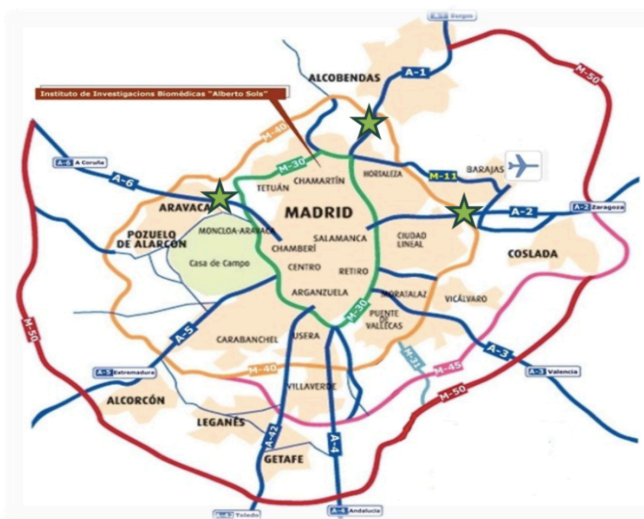 Burgos
A-1
M-50
ALCOBENDAS
Instituto de Investigacions Biomédicas "Alberto Sols"
M-40
A-6 A Coruña
A-6
M-30
TETUÁN
CHAMARTÍN
HORTALEZA
M-11
BARAJAS
ARAVACA
MADRID
A-2
A-2 Zaragoza
POZUELO
DE ALARCÓN
MONCLOA-ARAVACA
CHAMBERÍ
SALAMANCA
CIUDAD
LINEAL
COSLADA
Casa de Campo
CENTRO
RETIRO
ARGANZUELA
M-30
MORATALAZ
VICÁLVARO
PUENTE
DE
VALLECAS
M-50
A-5
CARABANCHEL
USERA
A-3
M-31
M-45
M-40
A-5 Extremadura
A-3 Valencia
VILLAVERDE
M-50
ALCORCÓN
LEGANÉS
A-42
A-4
GETAFE
Toledo
A-4 Andalucía